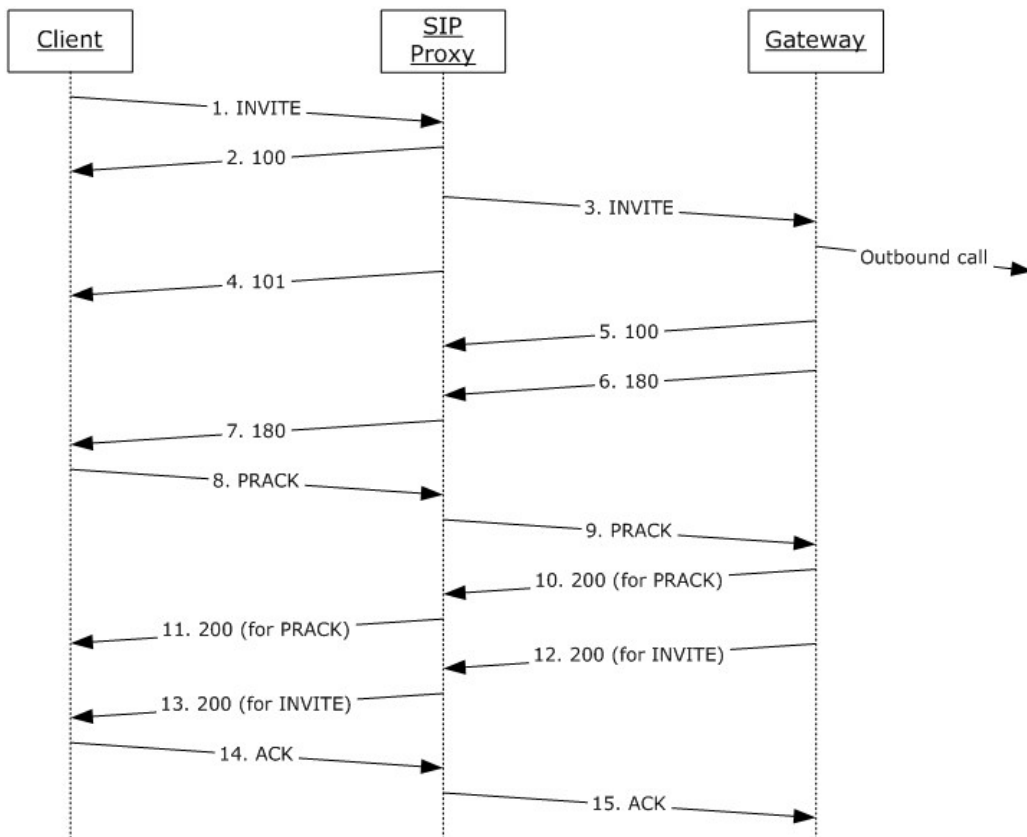 Client
SIP
Proxy
Gateway
1. INVITE
2. 100
3. INVITE
Outbound call
4. 101
5. 100
6. 180
7. 180
8. PRACK
9. PRACK
10. 200 (for PRACK)
11. 200 (for PRACK)
12. 200 (for INVITE)
13. 200 (for INVITE)
14. ACK
15. ACK